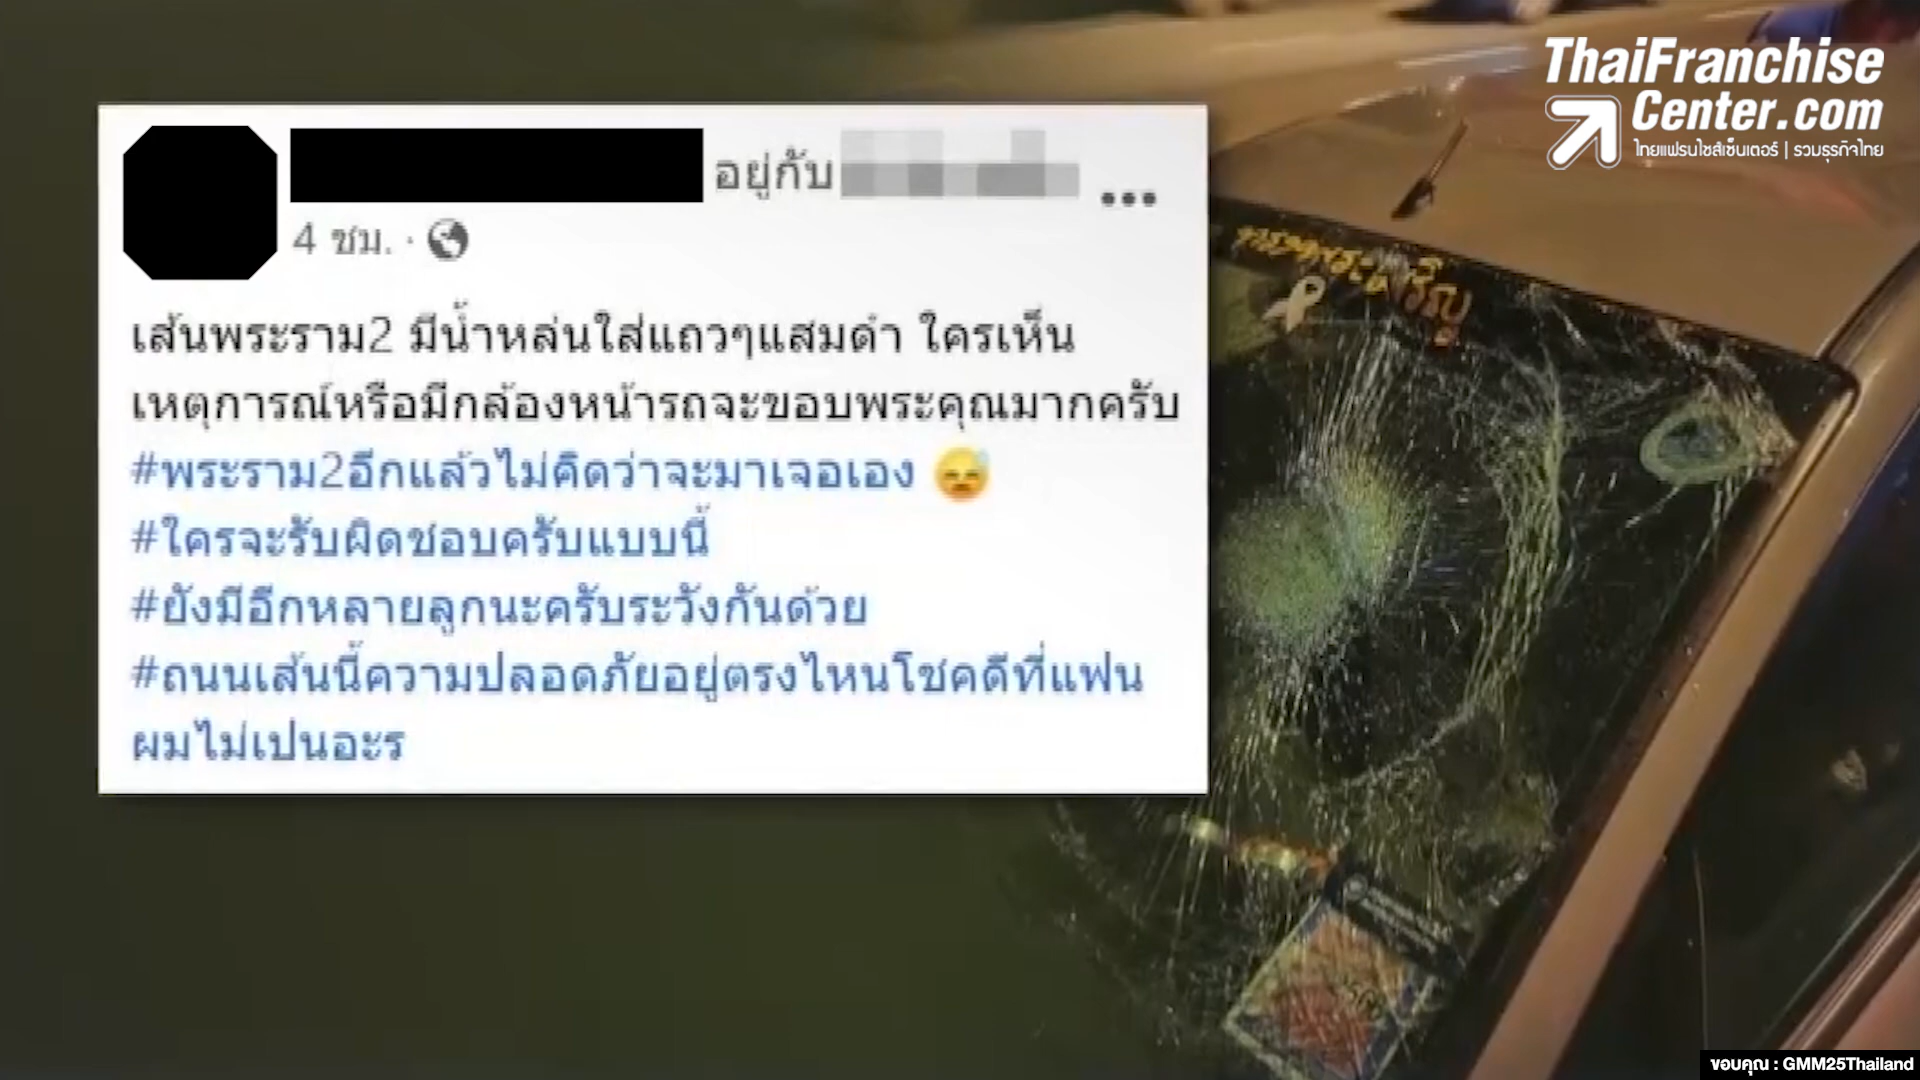 ThaiFranchise
Center.com
ไทยแฟรนไชส์เซ็นเตอร์ | รวมธุรกิจไทย
อยู่กับ
4 ชม. ·
เส้นพระราม2 มีน้ำหล่นใส่แถวๆแสมดำ ใครเห็น
เหตุการณ์หรือมีกล้องหน้ารถจะขอบพระคุณมากครับ
#พระราม2อีกแล้วไม่คิดว่าจะมาเจอเอง 😅
#ใครจะรับผิดชอบครับแบบนี้
#ยังมีอีกหลายลูกนะครับระวังกันด้วย
#ถนนเส้นนี้ความปลอดภัยอยู่ตรงไหนโชคดีที่แฟน
ผมไม่เปนอะร
ขอบคุณ : GMM25Thailand